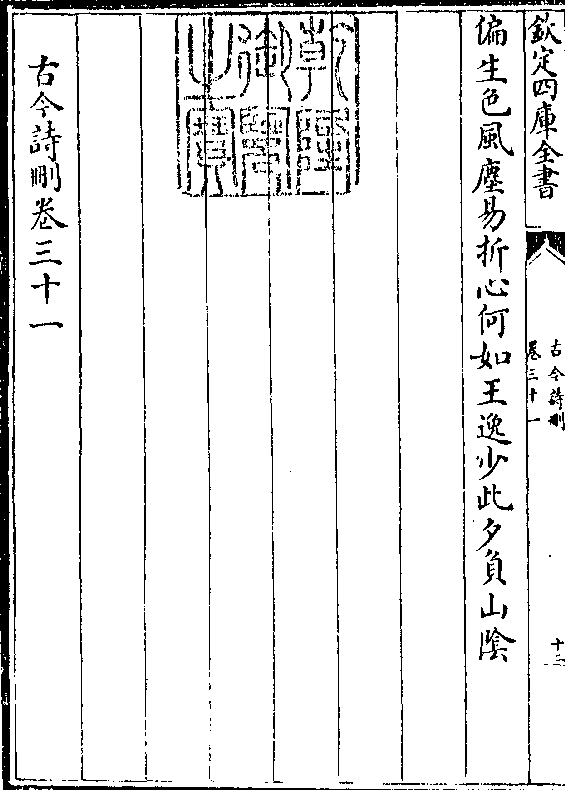 欽定四庫全書
古今詩刪
卷三十一
十三
偏生色風塵易折心何如王逸少此夕負山陰
乾隆
御覽
之寶
古今詩刪卷三十一